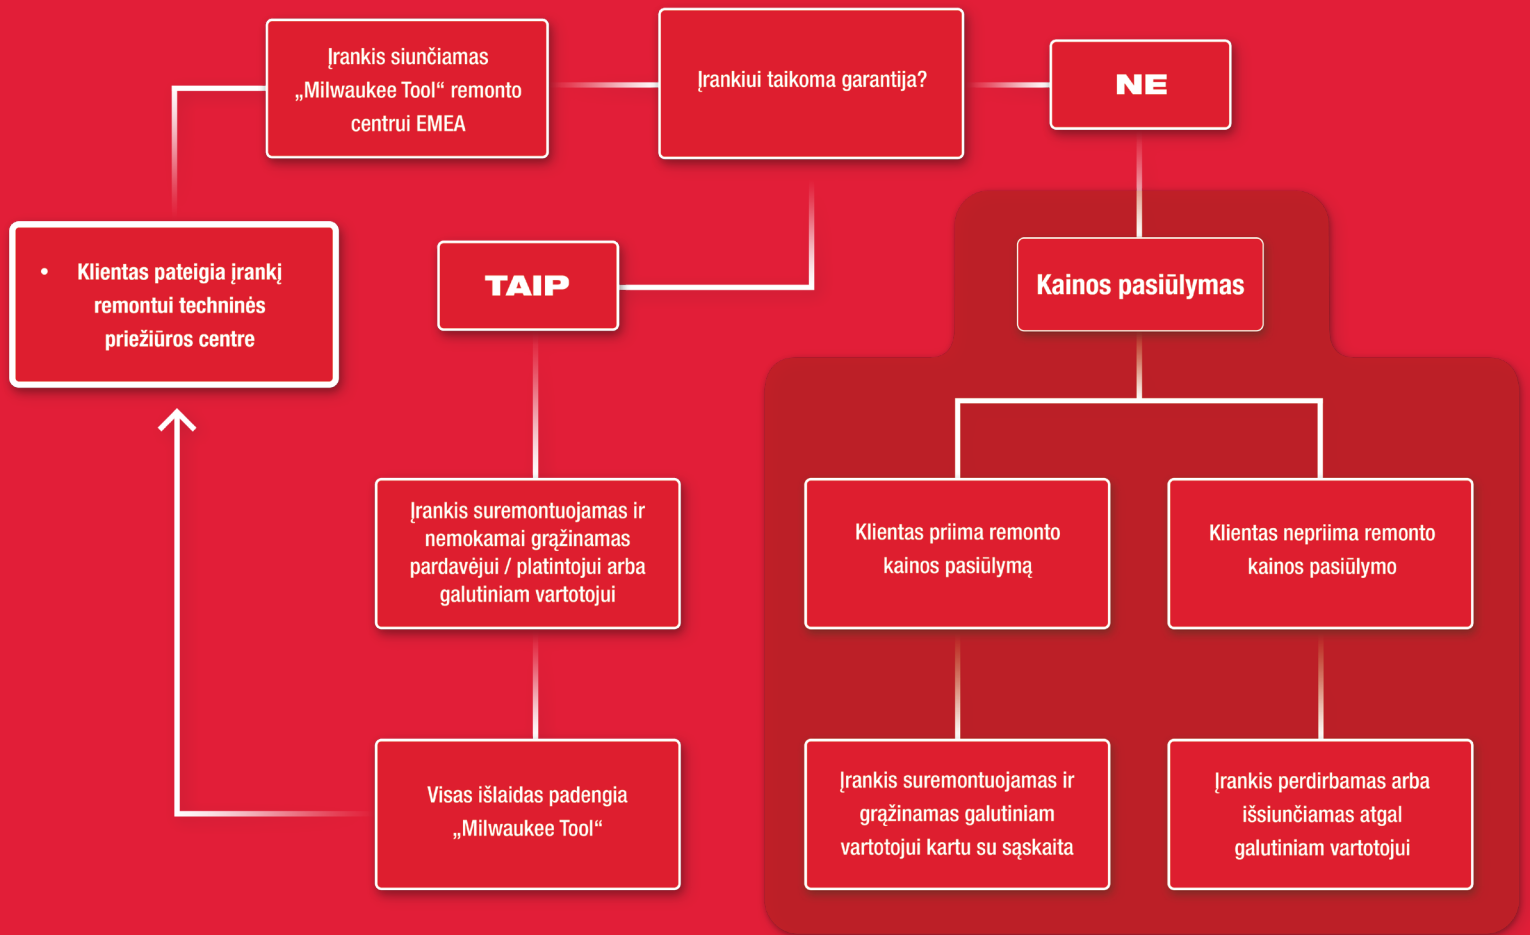 Įrankis siunčiamas
„Milwaukee Tool“ remonto
centrui EMEA
Įrankiui taikoma garantija?
NE
• Klientas pateigia įrankį
remontui techninės
priežiūros centre
TAIP
Kainos pasiūlymas
Įrankis suremontuojamas ir
nemokamai grąžinamas
pardavėjui / platintojui arba
galutiniam vartotojui
Klientas priima remonto
kainos pasiūlymą
Klientas nepriima remonto
kainos pasiūlymo
Visas išlaidas padengia
„Milwaukee Tool“
Įrankis suremontuojamas ir
grąžinamas galutiniam
vartotojui kartu su sąskaita
Įrankis perdirbamas arba
išsiunčiamas atgal
galutiniam vartotojui